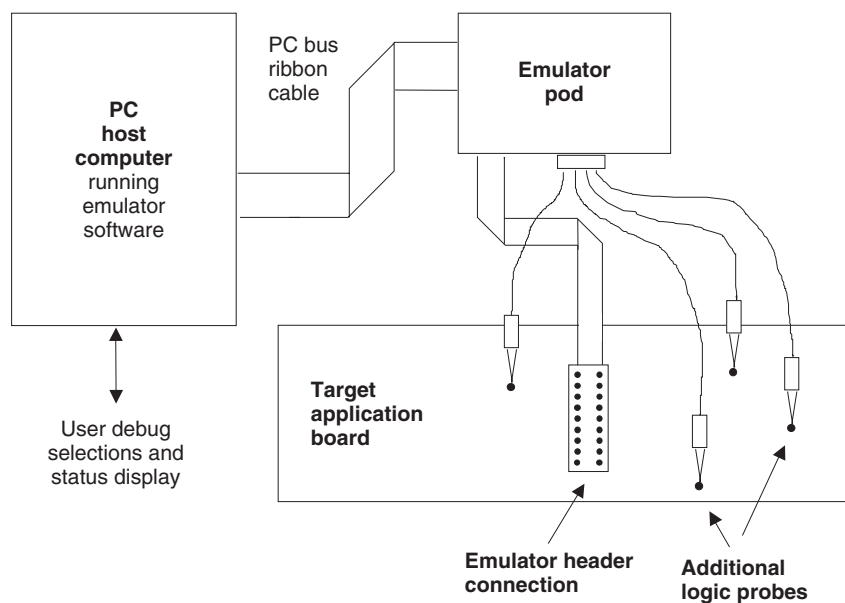 PC bus
ribbon
cable
Emulator
pod
PC
host
computer
running
emulator
software
Target
application
board
User debug
selections and
status display
Emulator header
connection
Additional
logic probes